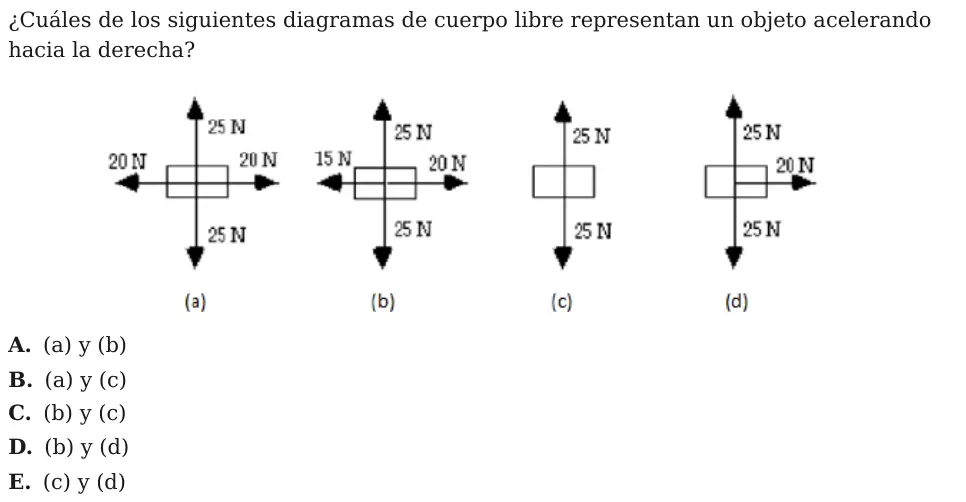 ¿Cuáles de los siguientes diagramas de cuerpo libre representan un objeto acelerando
hacia la derecha?
25 N
20 N
20 N
25 N
(a)
25 N
15 N
20 N
25 N
(b)
25 N
25 N
(c)
25 N
20 N
25 N
(d)
A. (a) y (b)
B. (a) y (c)
C. (b) y (c)
D. (b) y (d)
E. (c) y (d)